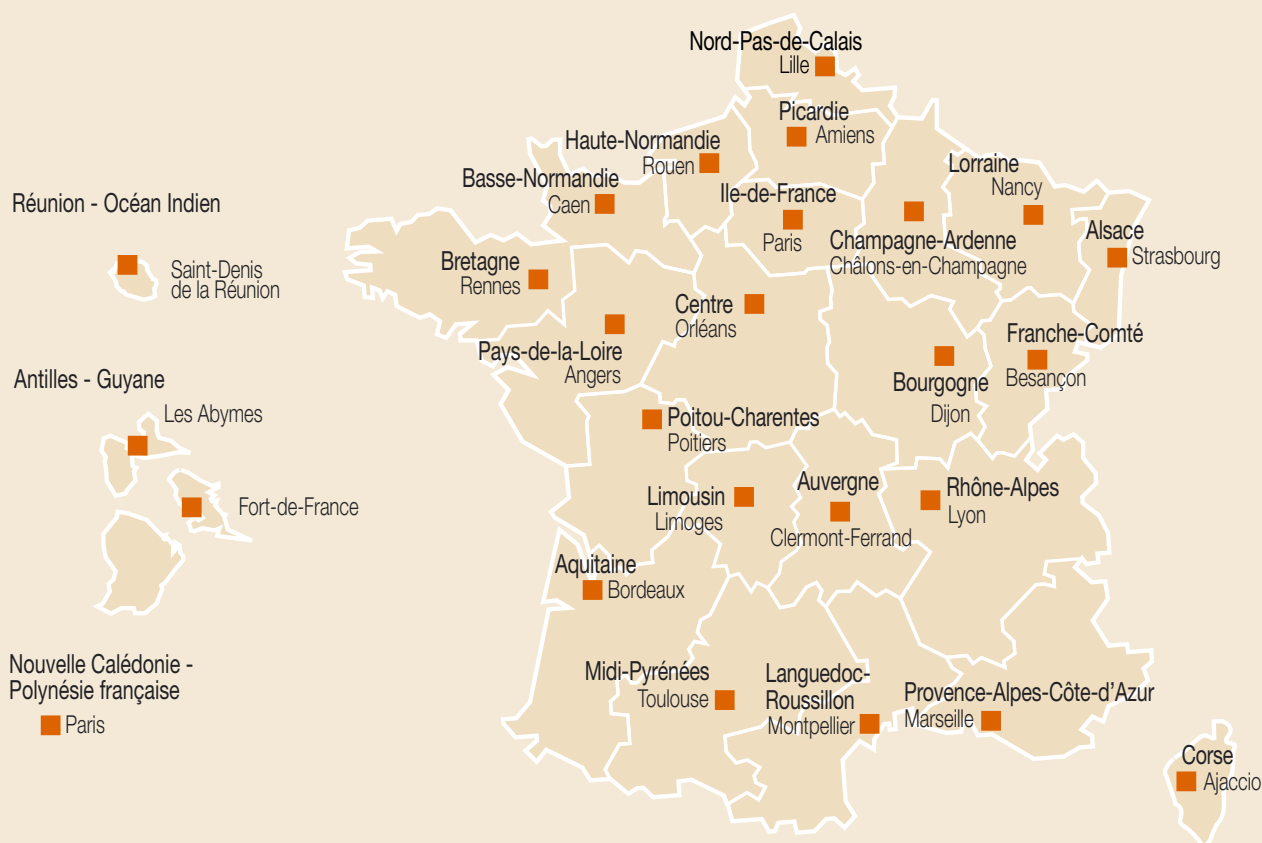 Nord-Pas-de-Calais
Lille
Picardie
Amiens
Haute-Normandie
Rouen
Basse-Normandie
Caen
Ile-de-France
Paris
Lorraine
Nancy
Champagne-Ardenne
Châlons-en-Champagne
Alsace
Strasbourg
Réunion - Océan Indien
Saint-Denis
de la Réunion
Bretagne
Rennes
Centre
Orléans
Pays-de-la-Loire
Angers
Franche-Comté
Besançon
Bourgogne
Dijon
Antilles - Guyane
Les Abymes
Fort-de-France
Poitou-Charentes
Poitiers
Limousin
Limoges
Auvergne
Clermont-Ferrand
Rhône-Alpes
Lyon
Aquitaine
Bordeaux
Nouvelle Calédonie -
Polynésie française
Paris
Midi-Pyrénées
Toulouse
Languedoc-
Roussillon
Montpellier
Provence-Alpes-Côte-d'Azur
Marseille
Corse
Ajaccio